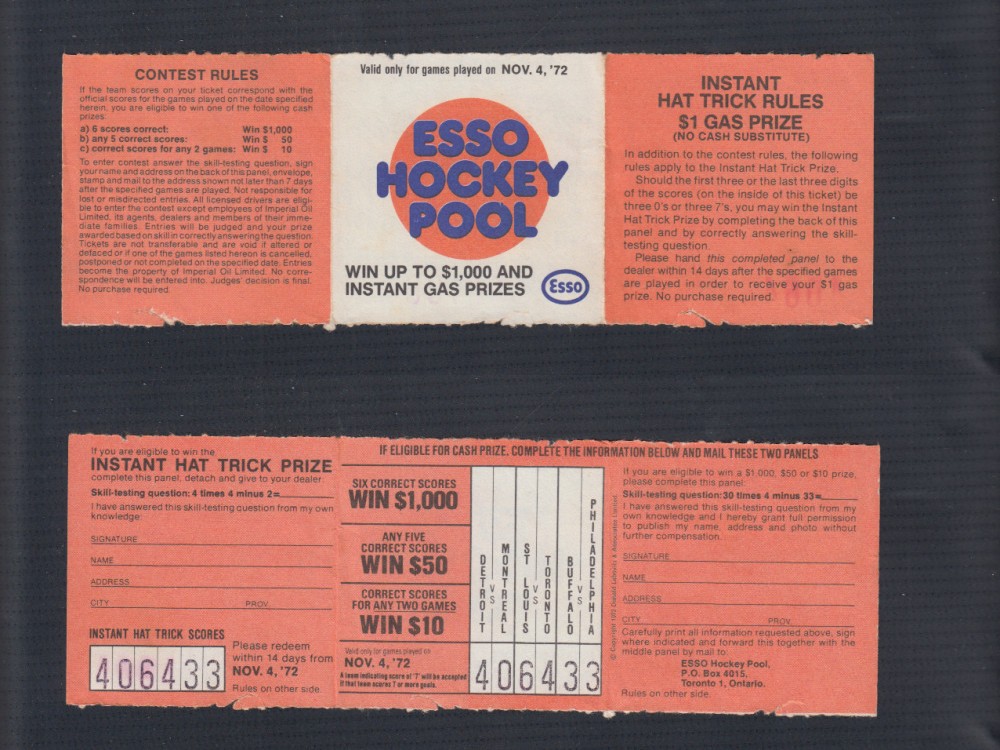 CONTEST RULES
If the team scores on your ticket correspond with the
official scores for the games played on the date specified
herein, you are eligible to win one of the following cash
prizes:
a) 6 scores correct: Win $1,000
b) any 5 correct scores: Win $ 50
c) correct scores for any 2 games: Win $ 10
To enter contest answer the skill-testing question, sign
your name and address on the back of this panel, envelope,
stamp and mail to the address shown not later than 7 days
after the specified games are played. Not responsible for
lost or misdirected entries. All licensed drivers are eligi-
ble to enter the contest except employees of Imperial Oil
Limited, its agents, dealers and members of their imme-
diate families. Entries will be judged and your prize
awarded based on skill in correctly answering the question.
Tickets are not transferable and are void if altered or
defaced or if one of the games listed hereon is cancelled,
postponed or not completed on the specified date. Entries
become the property of Imperial Oil Limited. No corre-
spondence will be entered into. Judges' decision is final.
No purchase required.
Valid only for games played on NOV. 4, '72
ESSO
HOCKEY
POOL
WIN UP TO $1,000 AND
INSTANT GAS PRIZES
Esso
INSTANT
HAT TRICK RULES
$1 GAS PRIZE
(NO CASH SUBSTITUTE)
In addition to the contest rules, the following
rules apply to the Instant Hat Trick Prize.
Should the first three or the last three digits
of the scores (on the inside of this ticket) be
three 0's or three 7's, you may win the Instant
Hat Trick Prize by completing the back of this
panel and by correctly answering the skill-
testing question.
Please hand this completed panel to the
dealer within 14 days after the specified games
are played in order to receive your $1 gas
prize. No purchase required.
If you are eligible to win the
INSTANT HAT TRICK PRIZE
complete this panel, detach and give to your dealer.
Skill-testing question: 4 times 4 minus 2=
I have answered this skill-testing question from my own
knowledge:
SIGNATURE
NAME
ADDRESS
CITY PROV.
INSTANT HAT TRICK SCORES
406433
Please redeem
within 14 days from
NOV. 4, '72
Rules on other side.
IF ELIGIBLE FOR CASH PRIZE, COMPLETE THE INFORMATION BELOW AND MAIL THESE TWO PANELS
SIX CORRECT SCORES
WIN $1,000
ANY FIVE
CORRECT SCORES
WIN $50
CORRECT SCORES
FOR ANY TWO GAMES
WIN $10
Valid only for games played on
NOV. 4, '72
A team indicating score of '7' will be accepted
if that team scores 7 or more goals.
DETROIT
VS
MONTREAL
ST LOUIS
VS
TORONTO
BUFFALO
VS
PHILADELPHIA
406433
If you are eligible to win a $1,000, $50 or $10 prize,
please complete this panel:
Skill-testing question: 30 times 4 minus 33=
I have answered this skill-testing question from my
own knowledge and I hereby grant full permission
to publish my name, address and photo without
further compensation.
SIGNATURE
NAME
ADDRESS
CITY PROV.
Carefully print all information requested above, sign
where indicated and forward this together with the
middle panel by mail to:
ESSO Hockey Pool,
P.O. Box 4015,
Toronto 1, Ontario.
Rules on other side.